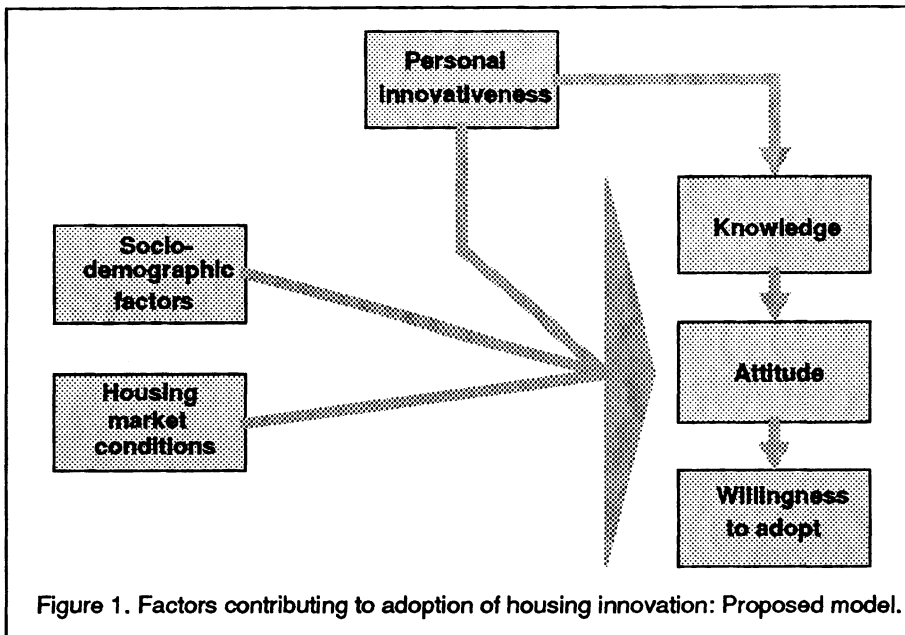 Personal
innovativeness
Knowledge
Socio-
demographic
factors
Attitude
Housing
market
conditions
Willingness
to adopt
Figure 1. Factors contributing to adoption of housing innovation: Proposed model.